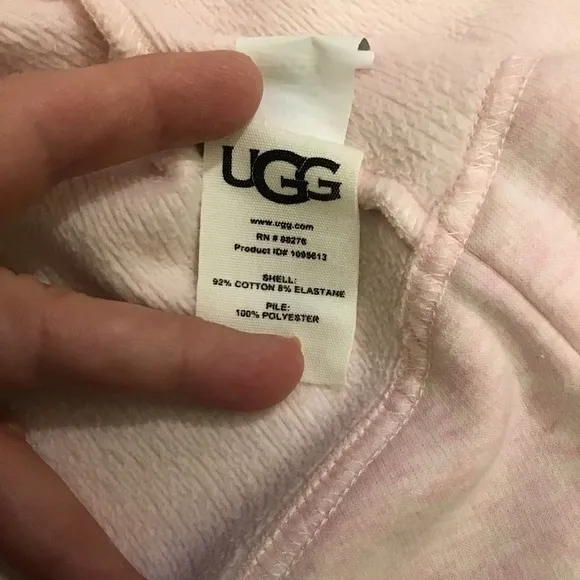 UGG
www.ugg.com
RN # 88276
Product ID# 1095613
SHELL:
92% COTTON 8% ELASTANE
PILE:
100% POLYESTER